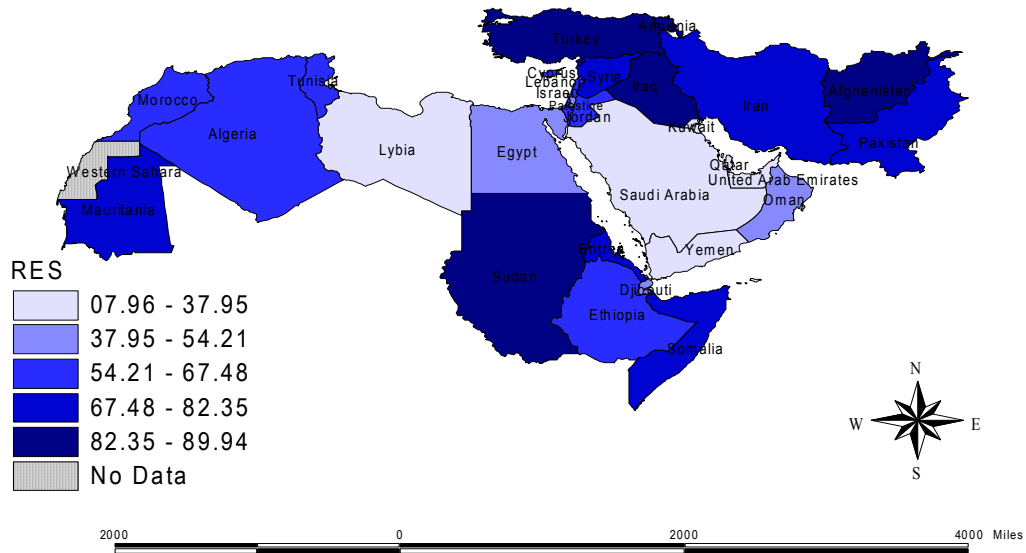 Armenia
Turkey
Cyprus
Syria
Lebanon
Tunisia
Israel
Iraq
Afghanistan
Morocco
Palestine
Iran
Algeria
Jordan
Kuwait
Pakistan
Lybia
Egypt
Qatar
Western Sahara
United Arab Emirates
Saudi Arabia
Oman
Mauritania
Yemen
Eritrea
Sudan
Djibouti
Ethiopia
Somalia
RES
07.96 - 37.95
37.95 - 54.21
54.21 - 67.48
67.48 - 82.35
82.35 - 89.94
No Data
N
W E
S
2000 0 2000 4000 Miles